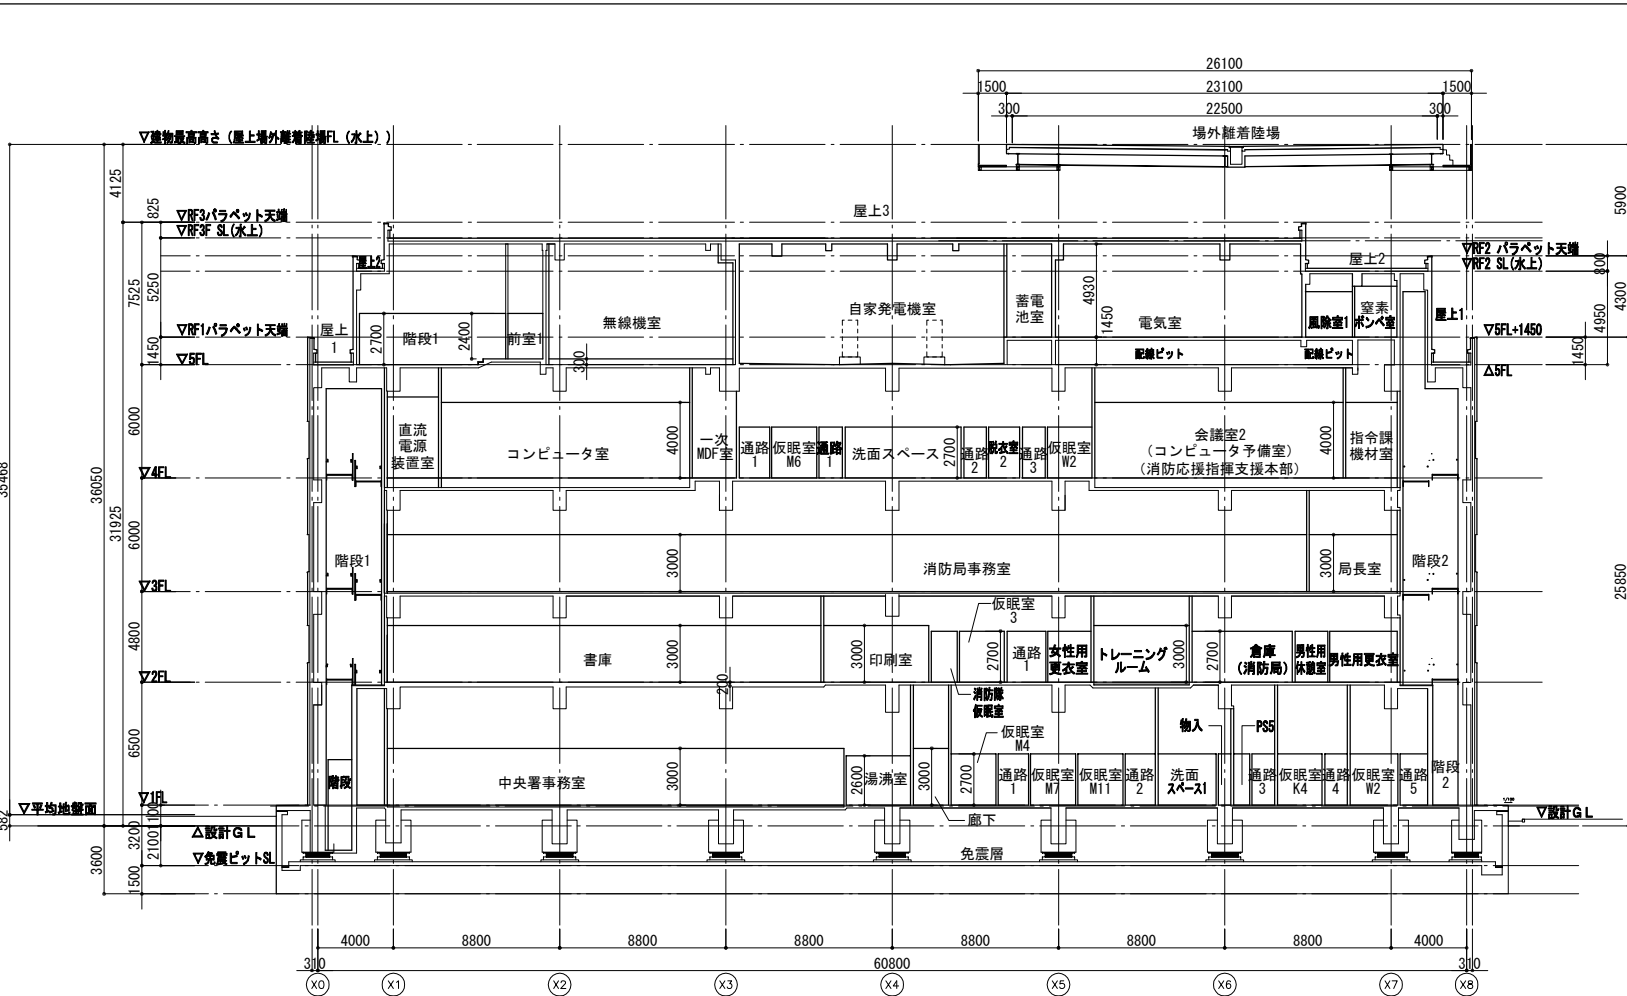 26100
1500
23100
1500
300
22500
300
場外離着陸場
▽建物最高高さ（屋上場外離着陸場FL（水上））
4125
825
▽RF3パラペット天端
▽RF3F SL(水上)
屋上3
5900
▽RF2 パラペット天端
▽RF2 SL(水上)
800
屋上2
屋上2
7525
52500
4930
4300
4950
自家発電機室
蓄電
池室
無線機室
電気室
1450
風除室1
窒素
ボンベ室
屋上1
▽RF1パラペット天端
屋上
1
2700
階段1
2400
前室1
▽5FL+1450
1450
▽5FL
300
配線ピット
配線ピット
1450
△5FL
6000
直流
電源
装置室
コンピュータ室
4000
一次
MDF室
通路
1
仮眠室
M6
通路
1
洗面スペース
2700
通路
2
脱衣室
2
通路
3
仮眠室
W2
会議室2
（コンピュータ予備室）
（消防応援指揮支援本部）
4000
指令課
機材室
35468
36050
31925
▽4FL
6000
階段1
3000
消防局事務室
3000
局長室
階段2
▽3FL
25850
4800
書庫
3000
3000
印刷室
仮眠室
3
2700
通路
1
女性用
更衣室
トレーニング
ルーム
3000
2700
倉庫
（消防局）
男性用
休憩室
男性用更衣室
▽2FL
200
消防隊
仮眠室
6500
仮眠室
M4
物入
PS5
階段
中央署事務室
3000
2600
湯沸室
3000
2700
通路
1
仮眠室
M7
仮眠室
M11
通路
2
洗面
スペース1
通路
3
仮眠室
K4
通路
4
仮眠室
W2
通路
5
階段
2
▽1FL
▽平均地盤面
582
1100
廊下
▽設計ＧＬ
△設計ＧＬ
3200
2100
▽免震ピットSL
免震層
3600
1500
4000
8800
8800
8800
8800
8800
8800
4000
310
60800
310
X0
X1
X2
X3
X4
X5
X6
X7
X8